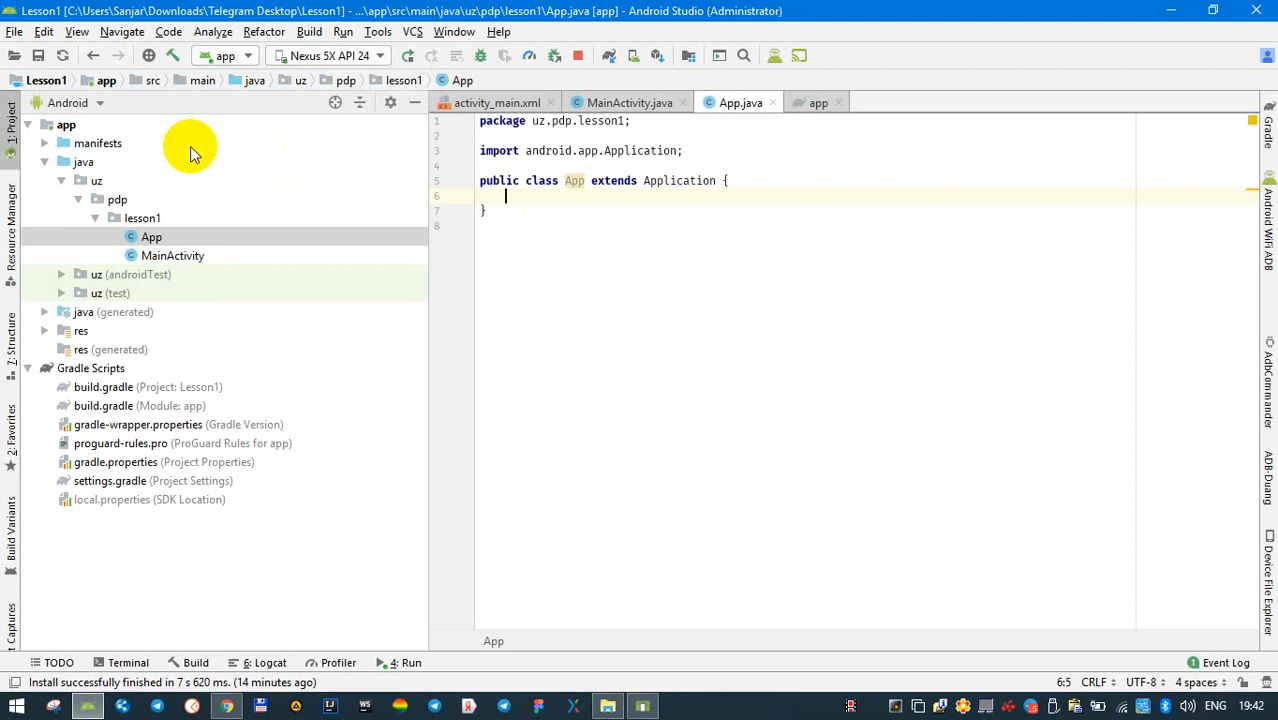 Lesson1 [C:\Users\Sanjar\Downloads\Telegram Desktop\Lesson1] - ...\app\src\main\java\uz\pdp\lesson1\App.java [app] - Android Studio (Administrator)
File Edit View Navigate Code Analyze Refactor Build Run Tools VCS Window Help
app Nexus 5X API 24
Lesson1 app src main java uz pdp lesson1 App
1: Project
Resource Manager
7: Structure
2: Favorites
Build Variants
t Captures
Android
app
manifests
java
uz
pdp
lesson1
App
MainActivity
uz (androidTest)
uz (test)
java (generated)
res
res (generated)
Gradle Scripts
build.gradle (Project: Lesson1)
build.gradle (Module: app)
gradle-wrapper.properties (Gradle Version)
proguard-rules.pro (ProGuard Rules for app)
gradle.properties (Project Properties)
settings.gradle (Project Settings)
local.properties (SDK Location)
activity_main.xml MainActivity.java App.java app
1 package uz.pdp.lesson1;
2
3 import android.app.Application;
4
5 public class App extends Application {
6
7 }
8
App
Gradle
Android WiFi ADB
AdbCommander
ADB-Duang
Device File Explorer
TODO Terminal Build 6: Logcat Profiler 4: Run 1 Event Log
Install successfully finished in 7 s 620 ms. (14 minutes ago) 6:5 CRLF UTF-8 4 spaces
ENG 19:42